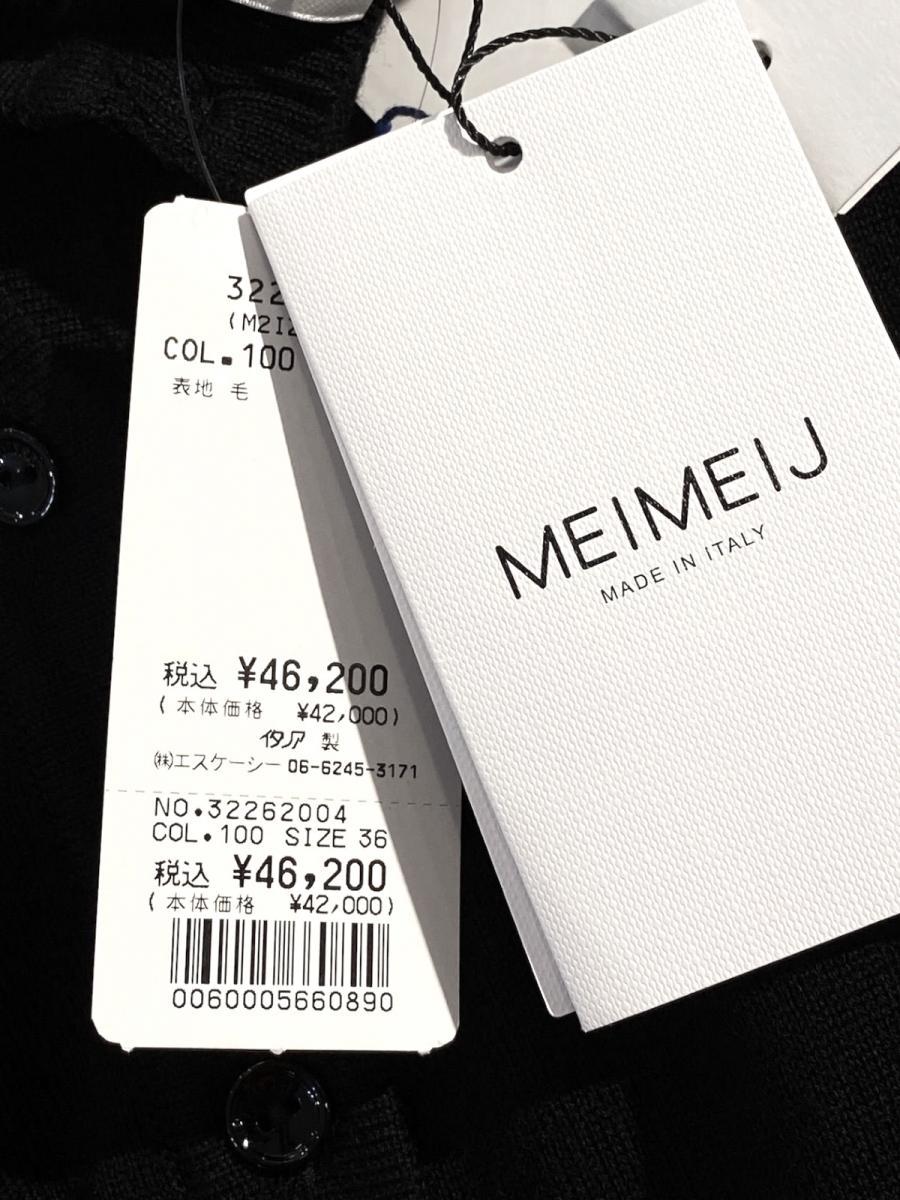 322
(M2I2
COL.100
表地 毛
税込 ¥46,200
(本体価格 ¥42,000)
イタリア 製
㈱エスケーシー 06-6245-3171
NO.32262004
COL.100 SIZE 36
税込 ¥46,200
(本体価格 ¥42,000)
0060005660890
MEIMEIJ
MADE IN ITALY